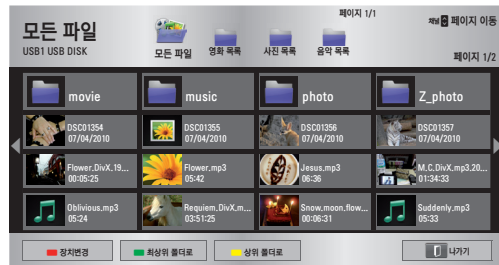 페이지 1/1
모든 파일
USB1 USB DISK
모든 파일
영화 목록
사진 목록
음악 목록
채널 페이지 이동
페이지 1/2
movie
music
photo
Z_photo
DSC01354
07/04/2010
DSC01355
07/04/2010
DSC01356
07/04/2010
DSC01357
07/04/2010
Flower,DivX,19...
00:05:25
Flower,mp3
05:42
Jesus.mp3
06:36
M.C,DivX.mp3,20...
01:34:33
Oblivious,mp3
05:24
Requiem,DivX,m...
03:51:25
Snow,moon,flow...
00:06:31
Suddenly,mp3
05:33
장치변경
최상위 폴더로
상위 폴더로
나가기